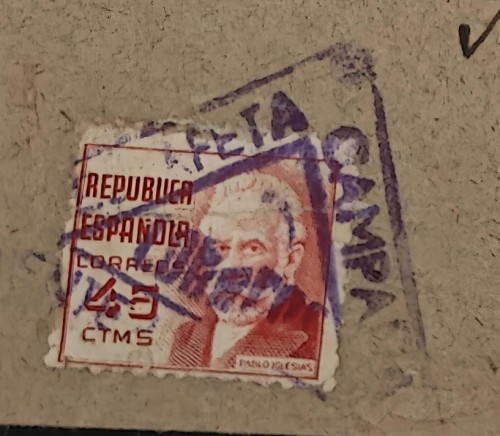 FETA
CAMPA
REPUBLICA
ESPAÑOLA
CORREOS
45
CTMS
PABLO IGLESIAS